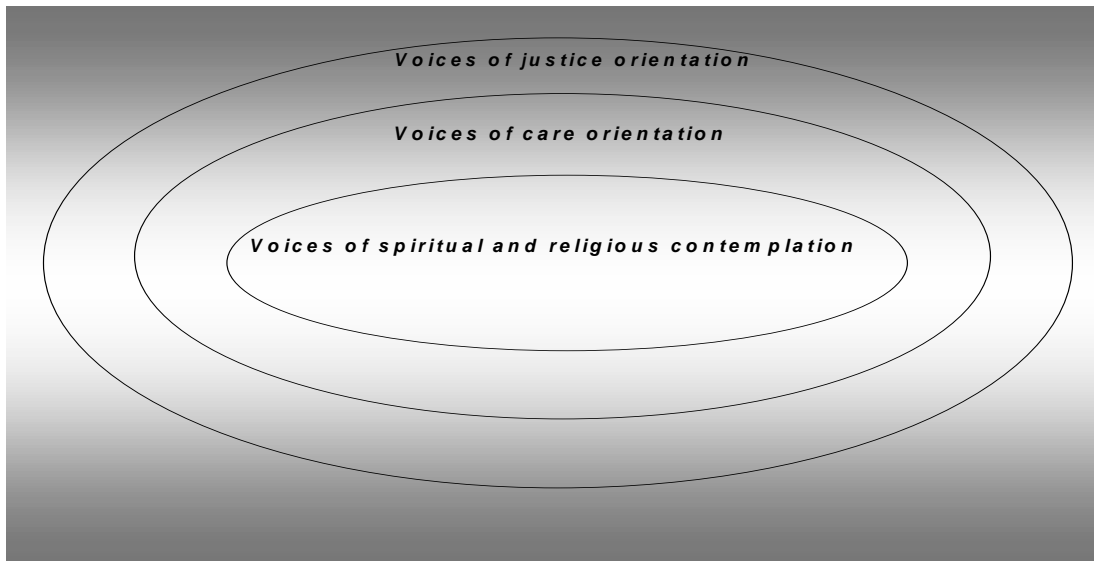 Voices of justice orientation
Voices of care orientation
Voices of spiritual and religious contemplation